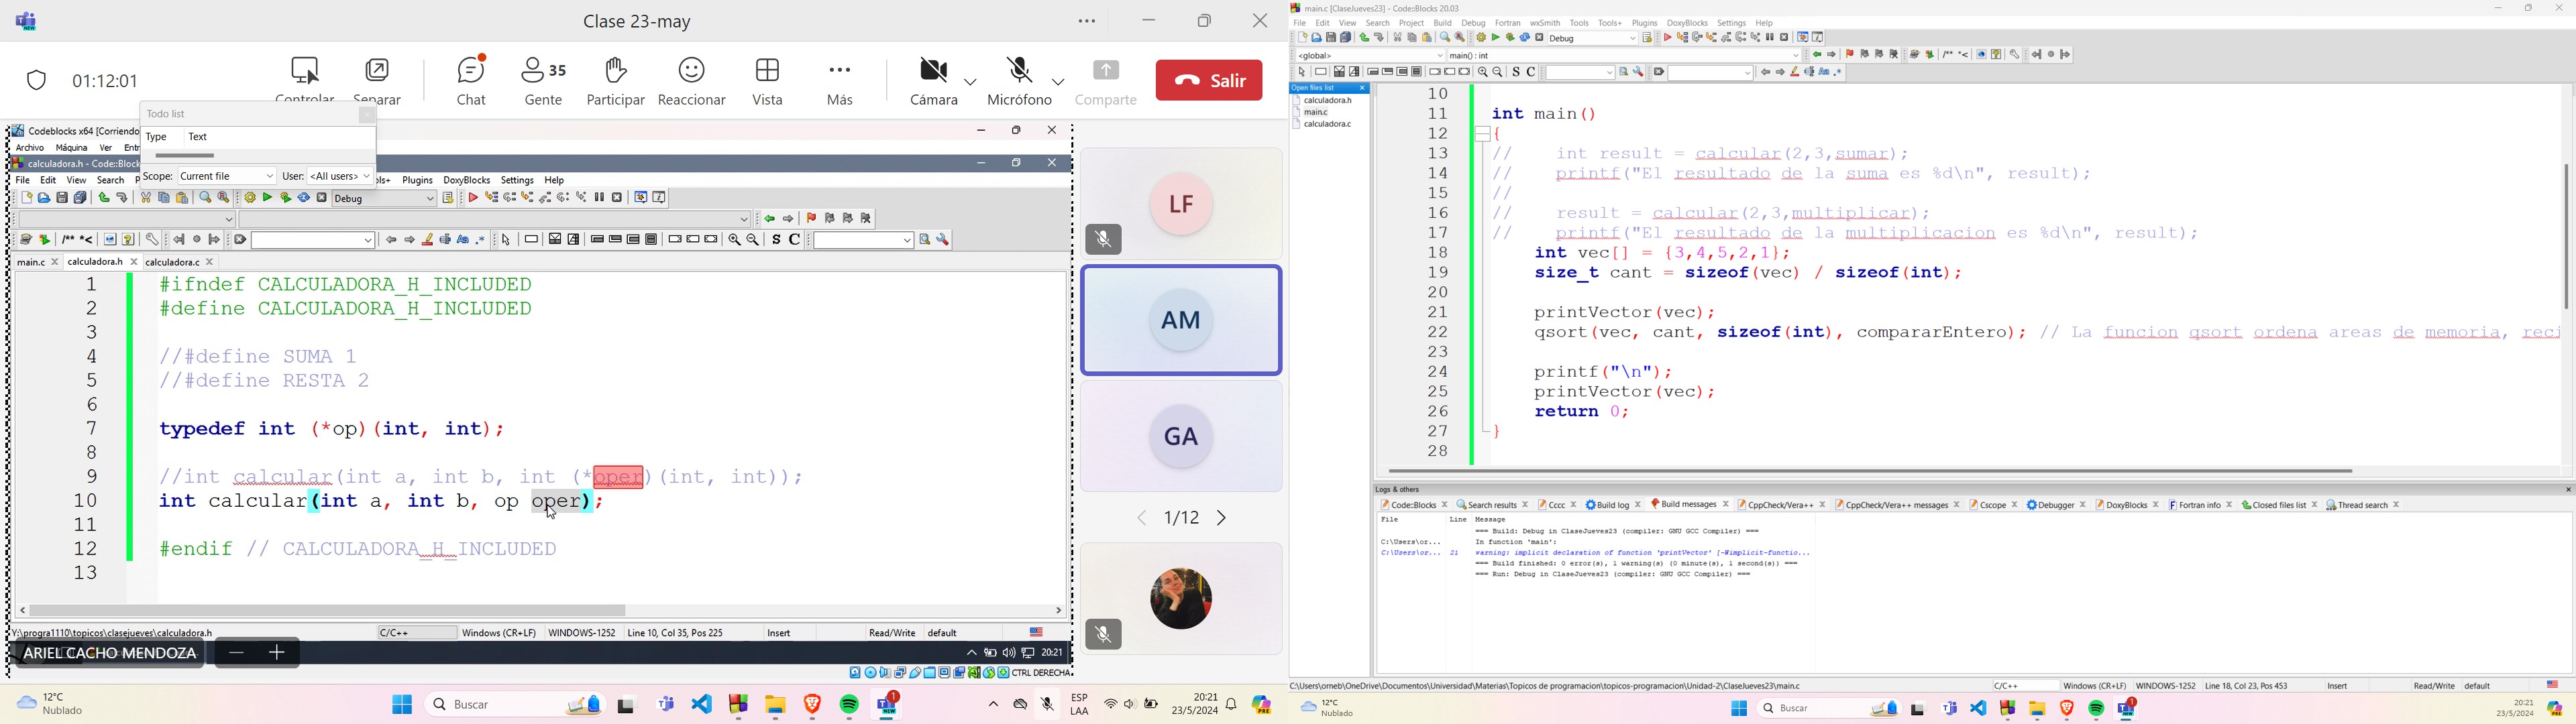 Clase 23-may
01:12:01
Controlar
Separar
Chat
35
Gente
Participar
Reaccionar
Vista
Más
Cámara
Micrófono
Comparte
Salir
Todo list
Type Text
Scope: Current file User: <All users>
Codeblocks x64 [Corriendo
Archivo Máquina Ver Entr
calculadora.h - Code::Block
File Edit View Search P ols+ Plugins DoxyBlocks Settings Help
Debug
main.c calculadora.h calculadora.c
1 #ifndef CALCULADORA_H_INCLUDED
2 #define CALCULADORA_H_INCLUDED
3
4 //#define SUMA 1
5 //#define RESTA 2
6
7 typedef int (*op)(int, int);
8
9 //int calcular(int a, int b, int (*oper)(int, int));
10 int calcular(int a, int b, op oper);
11
12 #endif // CALCULADORA_H_INCLUDED
13
Y:\progra1110\topicos\clasejueves\calculadora.h C/C++ Windows (CR+LF) WINDOWS-1252 Line 10, Col 35, Pos 225 Insert Read/Write default
ARIEL CACHO MENDOZA
20:21
CTRL DERECHA
LF
AM
GA
1/12
12°C
Nublado
Buscar
NEW
1
ESP
LAA
20:21
23/5/2024
PRE
main.c [ClaseJueves23] - Code::Blocks 20.03
File Edit View Search Project Build Debug Fortran wxSmith Tools Tools+ Plugins DoxyBlocks Settings Help
Debug
<global> main() : int
Open files list
calculadora.h
main.c
calculadora.c
10
11 int main()
12 {
13 // int result = calcular(2,3,sumar);
14 // printf("El resultado de la suma es %d\n", result);
15 //
16 // result = calcular(2,3,multiplicar);
17 // printf("El resultado de la multiplicacion es %d\n", result);
18 int vec[] = {3,4,5,2,1};
19 size_t cant = sizeof(vec) / sizeof(int);
20
21 printVector(vec);
22 qsort(vec, cant, sizeof(int), compararEntero); // La funcion qsort ordena areas de memoria, reci
23
24 printf("\n");
25 printVector(vec);
26 return 0;
27 }
28
Logs & others
Code::Blocks Search results Cccc Build log Build messages CppCheck/Vera++ CppCheck/Vera++ messages Cscope Debugger DoxyBlocks Fortran info Closed files list Thread search
File Line Message
=== Build: Debug in ClaseJueves23 (compiler: GNU GCC Compiler) ===
C:\Users\or... In function 'main':
C:\Users\or... 21 warning: implicit declaration of function 'printVector' [-Wimplicit-functio...
=== Build finished: 0 error(s), 1 warning(s) (0 minute(s), 1 second(s)) ===
=== Run: Debug in ClaseJueves23 (compiler: GNU GCC Compiler) ===
C:\Users\orneb\OneDrive\Documentos\Universidad\Materias\Topicos de programacion\topicos-programacion\Unidad-2\ClaseJueves23\main.c C/C++ Windows (CR+LF) WINDOWS-1252 Line 18, Col 23, Pos 453 Insert Read/Write default
12°C
Nublado
Buscar
1
20:21
23/5/2024